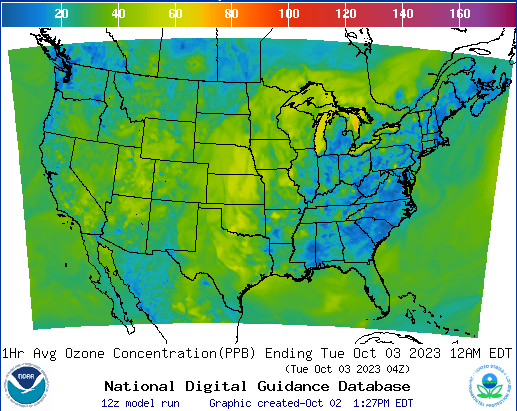 20 40 60 80 100 120 140 160
1Hr Avg Ozone Concentration(PPB) Ending Tue Oct 03 2023 12AM EDT
(Tue Oct 03 2023 04Z)
National Digital Guidance Database
12z model run Graphic created-Oct 02 1:27PM EDT
NOAA